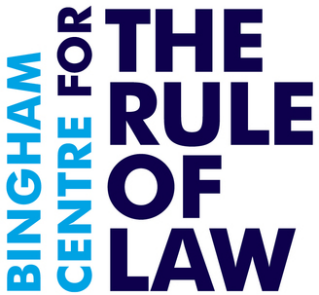 BINGHAM
CENTRE FOR
THE
RULE
OF
LAW